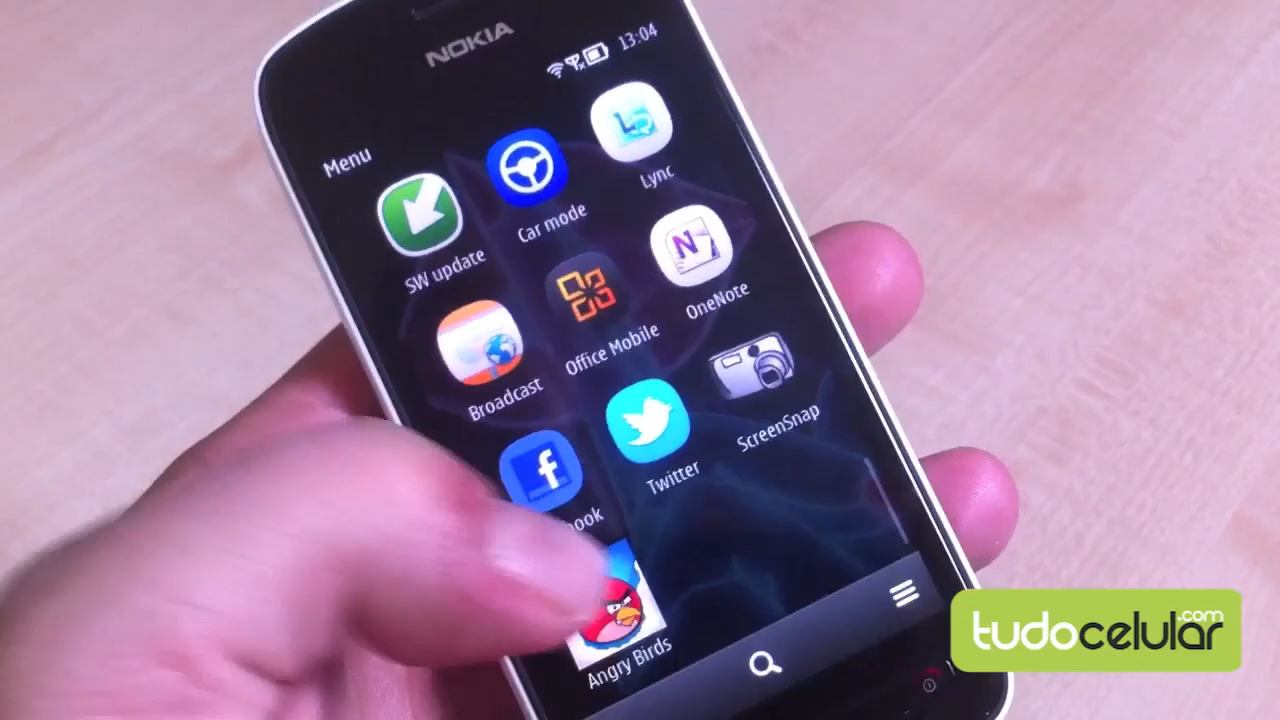 NOKIA
13:04
Menu
SW update
Car mode
Lync
Broadcast
Office Mobile
OneNote
book
Twitter
ScreenSnap
Angry Birds
tudocelular.com